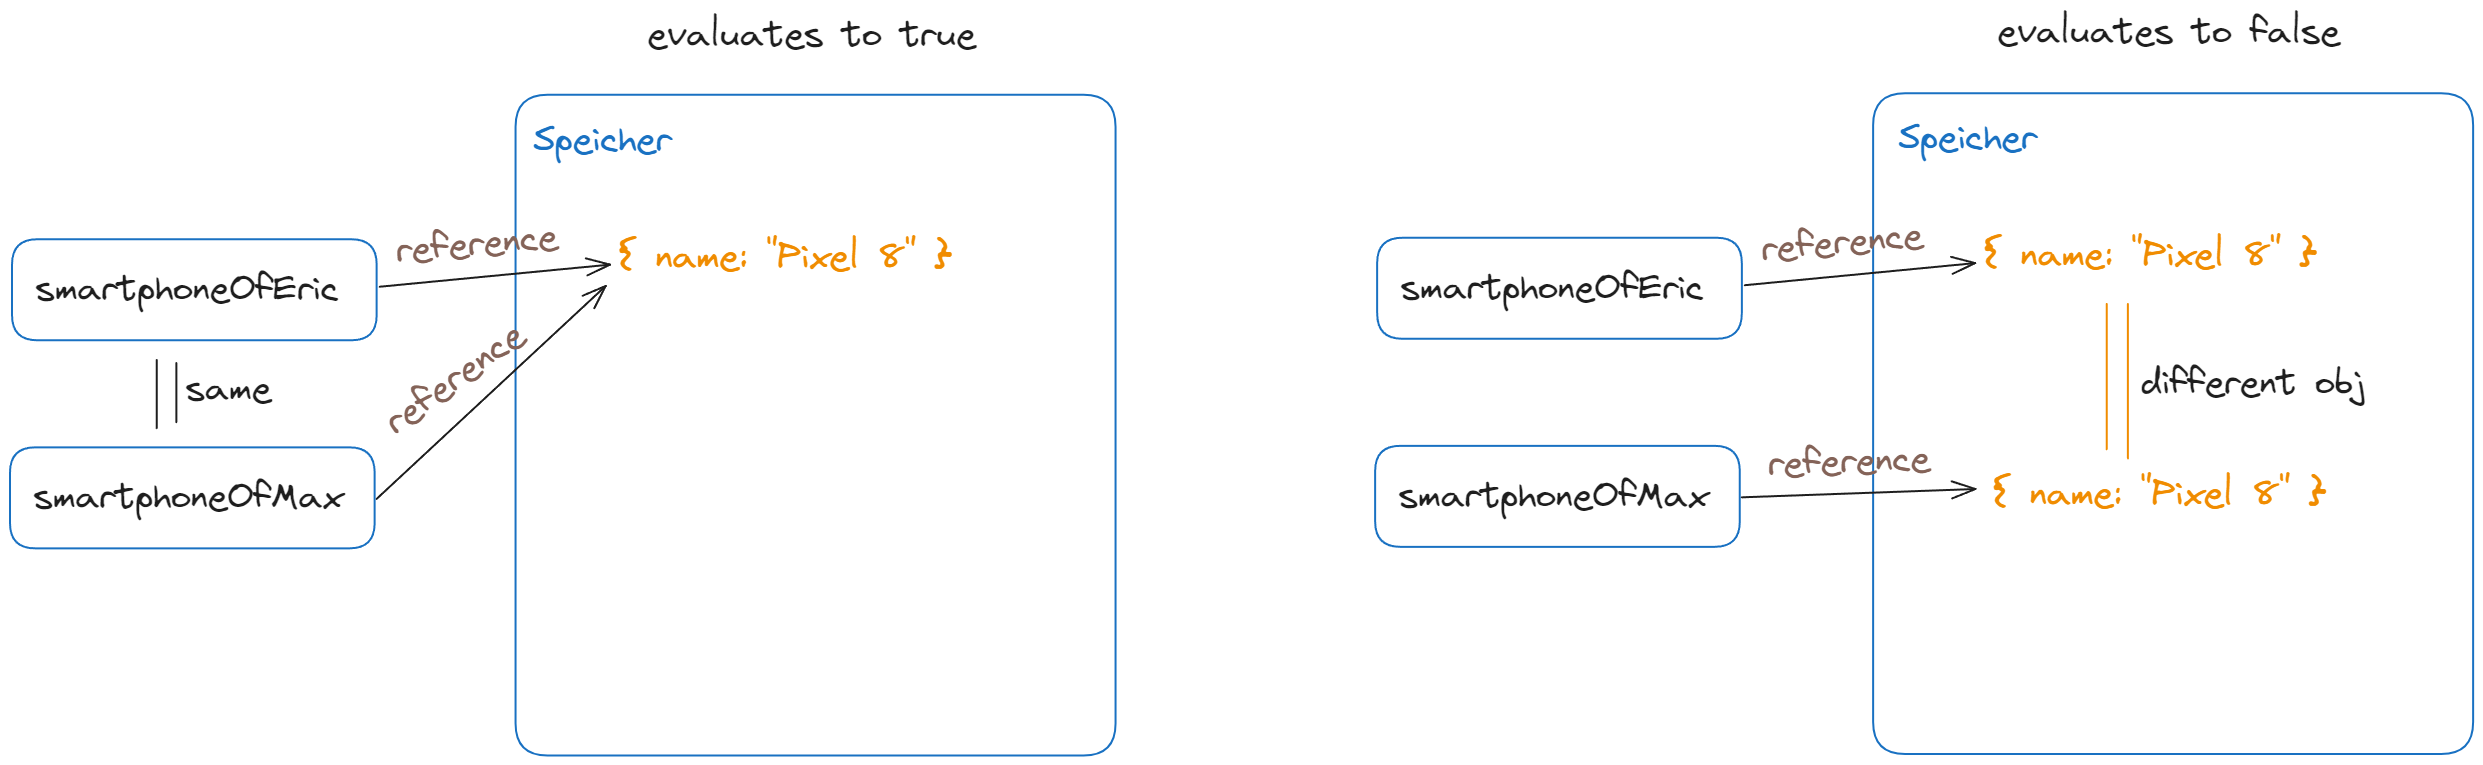 evaluates to true
Speicher
reference
{ name: "Pixel 8" }
smartphoneOfEric
reference
same
smartphoneOfMax
evaluates to false
Speicher
reference
{ name: "Pixel 8" }
smartphoneOfEric
different obj
reference
{ name: "Pixel 8" }
smartphoneOfMax